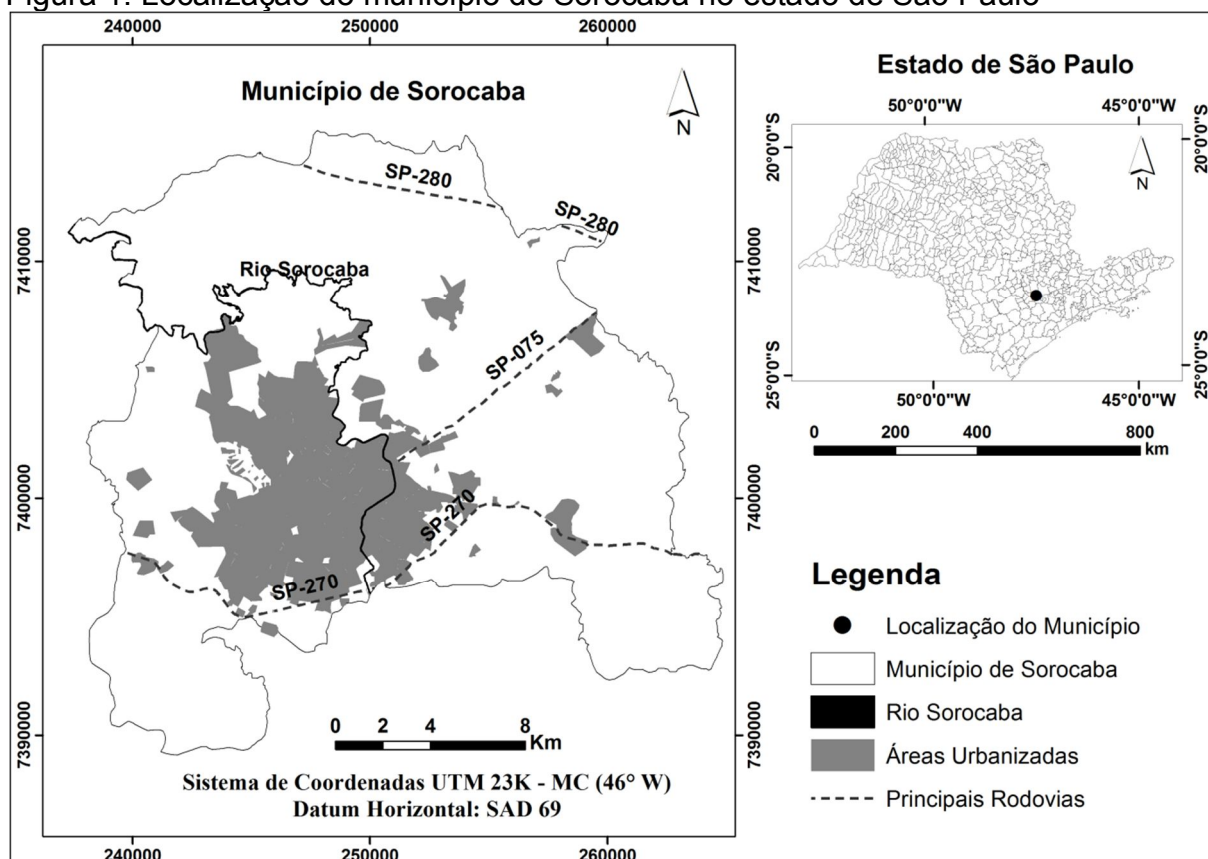 Figura 1: Localização do município de Sorocaba no estado de São Paulo
240000 250000 260000
Município de Sorocaba
N
SP-280
SP-280
7410000
7410000
Rio Sorocaba
SP-075
7400000
7400000
SP-270
SP-270
7390000
7390000
0 2 4 8
Km
Sistema de Coordenadas UTM 23K - MC (46° W)
Datum Horizontal: SAD 69
240000 250000 260000
Estado de São Paulo
50°0'0"W 45°0'0"W
20°0'0"S
20°0'0"S
N
25°0'0"S
25°0'0"S
50°0'0"W 45°0'0"W
0 200 400 800
km
Legenda
Localização do Município
Município de Sorocaba
Rio Sorocaba
Áreas Urbanizadas
Principais Rodovias